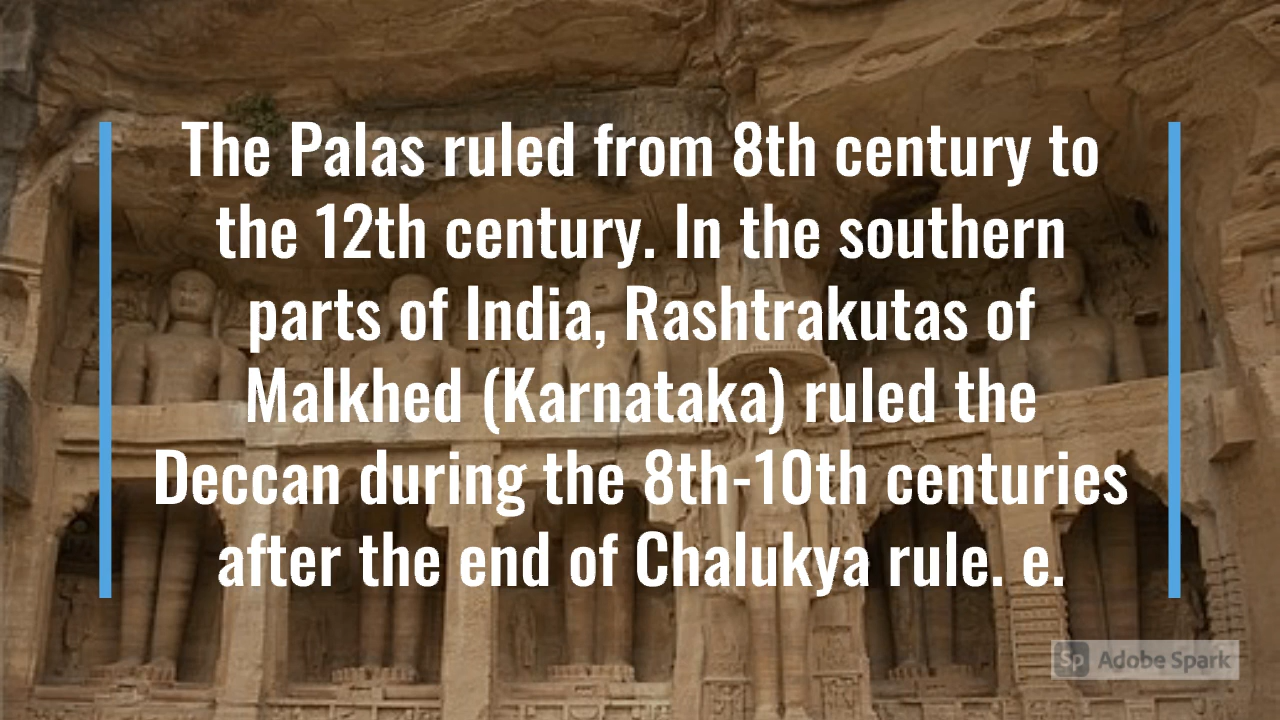 The Palas ruled from 8th century to
the 12th century. In the southern
parts of India, Rashtrakutas of
Malkhed (Karnataka) ruled the
Deccan during the 8th-10th centuries
after the end of Chalukya rule. e.
Sp Adobe Spark